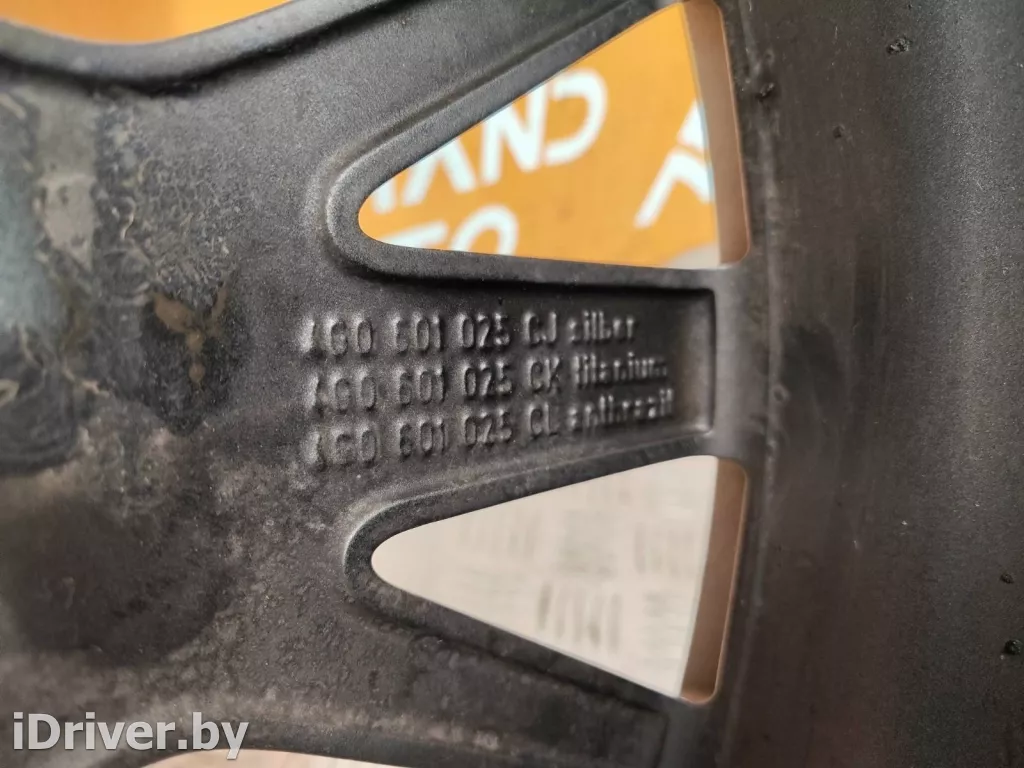 4G0 601 025 CJ silber
4G0 601 025 CK titanium
4G0 601 025 CL anthrazit
iDriver.by